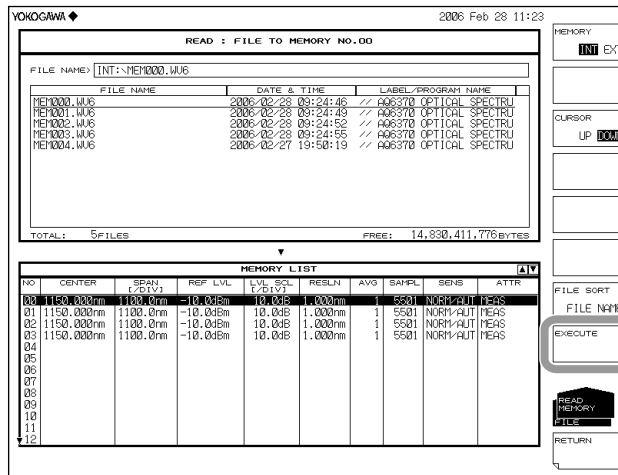 YOKOGAWA ◆
2006 Feb 28 11:23
READ : FILE TO MEMORY NO.00
FILE NAME> INT:\MEM000.WV6
FILE NAME DATE & TIME LABEL/PROGRAM NAME
MEM000.WV6 2006/02/28 09:24:46 // AQ6370 OPTICAL SPECTRU
MEM001.WV6 2006/02/28 09:24:49 // AQ6370 OPTICAL SPECTRU
MEM002.WV6 2006/02/28 09:24:52 // AQ6370 OPTICAL SPECTRU
MEM003.WV6 2006/02/28 09:24:55 // AQ6370 OPTICAL SPECTRU
MEM004.WV6 2006/02/27 19:50:19 // AQ6370 OPTICAL SPECTRU
TOTAL: 5FILES FREE: 14,830,411,776BYTES
▼
MEMORY LIST ▲▼
NO CENTER SPAN [/DIV] REF LVL LVL SCL [/DIV] RESLN AVG SAMPL SENS ATTR
00 1150.000nm 1100.0nm -10.0dBm 10.0dB 1.000nm 1 5501 NORM/AUT MEAS
01 1150.000nm 1100.0nm -10.0dBm 10.0dB 1.000nm 1 5501 NORM/AUT MEAS
02 1150.000nm 1100.0nm -10.0dBm 10.0dB 1.000nm 1 5501 NORM/AUT MEAS
03 1150.000nm 1100.0nm -10.0dBm 10.0dB 1.000nm 1 5501 NORM/AUT MEAS
04
05
06
07
08
09
10
11
▼12
MEMORY
INT EXT
CURSOR
UP DOWN
FILE SORT
FILE NAME
EXECUTE
READ
MEMORY
FILE
RETURN